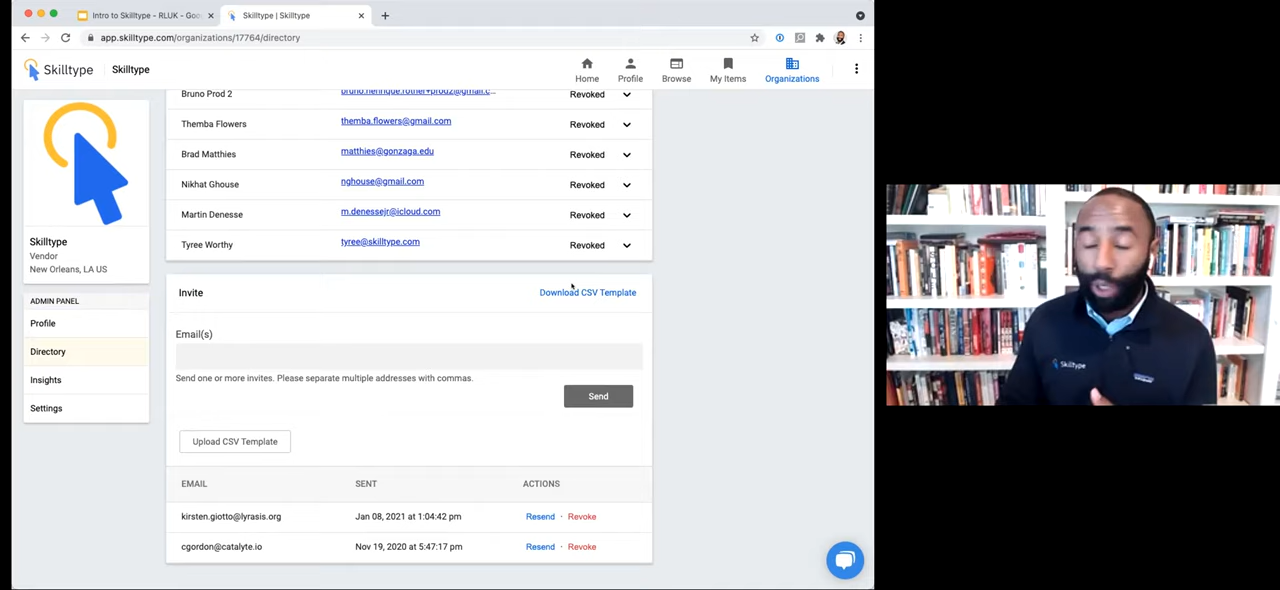 Intro to Skilltype - RLUK - Goo
Skilltype | Skilltype
app.skilltype.com/organizations/17764/directory
Skilltype
Skilltype
Home
Profile
Browse
My Items
Organizations
Skilltype
Vendor
New Orleans, LA US
ADMIN PANEL
Profile
Directory
Insights
Settings
Bruno Prod 2 Revoked
Themba Flowers themba.flowers@gmail.com Revoked
Brad Matthies matthies@gonzaga.edu Revoked
Nikhat Ghouse nghouse@gmail.com Revoked
Martin Denesse m.denessejr@icloud.com Revoked
Tyree Worthy tyree@skilltype.com Revoked
Invite Download CSV Template
Email(s)
Send one or more invites. Please separate multiple addresses with commas.
Send
Upload CSV Template
EMAIL SENT ACTIONS
kirsten.giotto@lyrasis.org Jan 08, 2021 at 1:04:42 pm Resend · Revoke
cgordon@catalyte.io Nov 19, 2020 at 5:47:17 pm Resend · Revoke
Skilltype